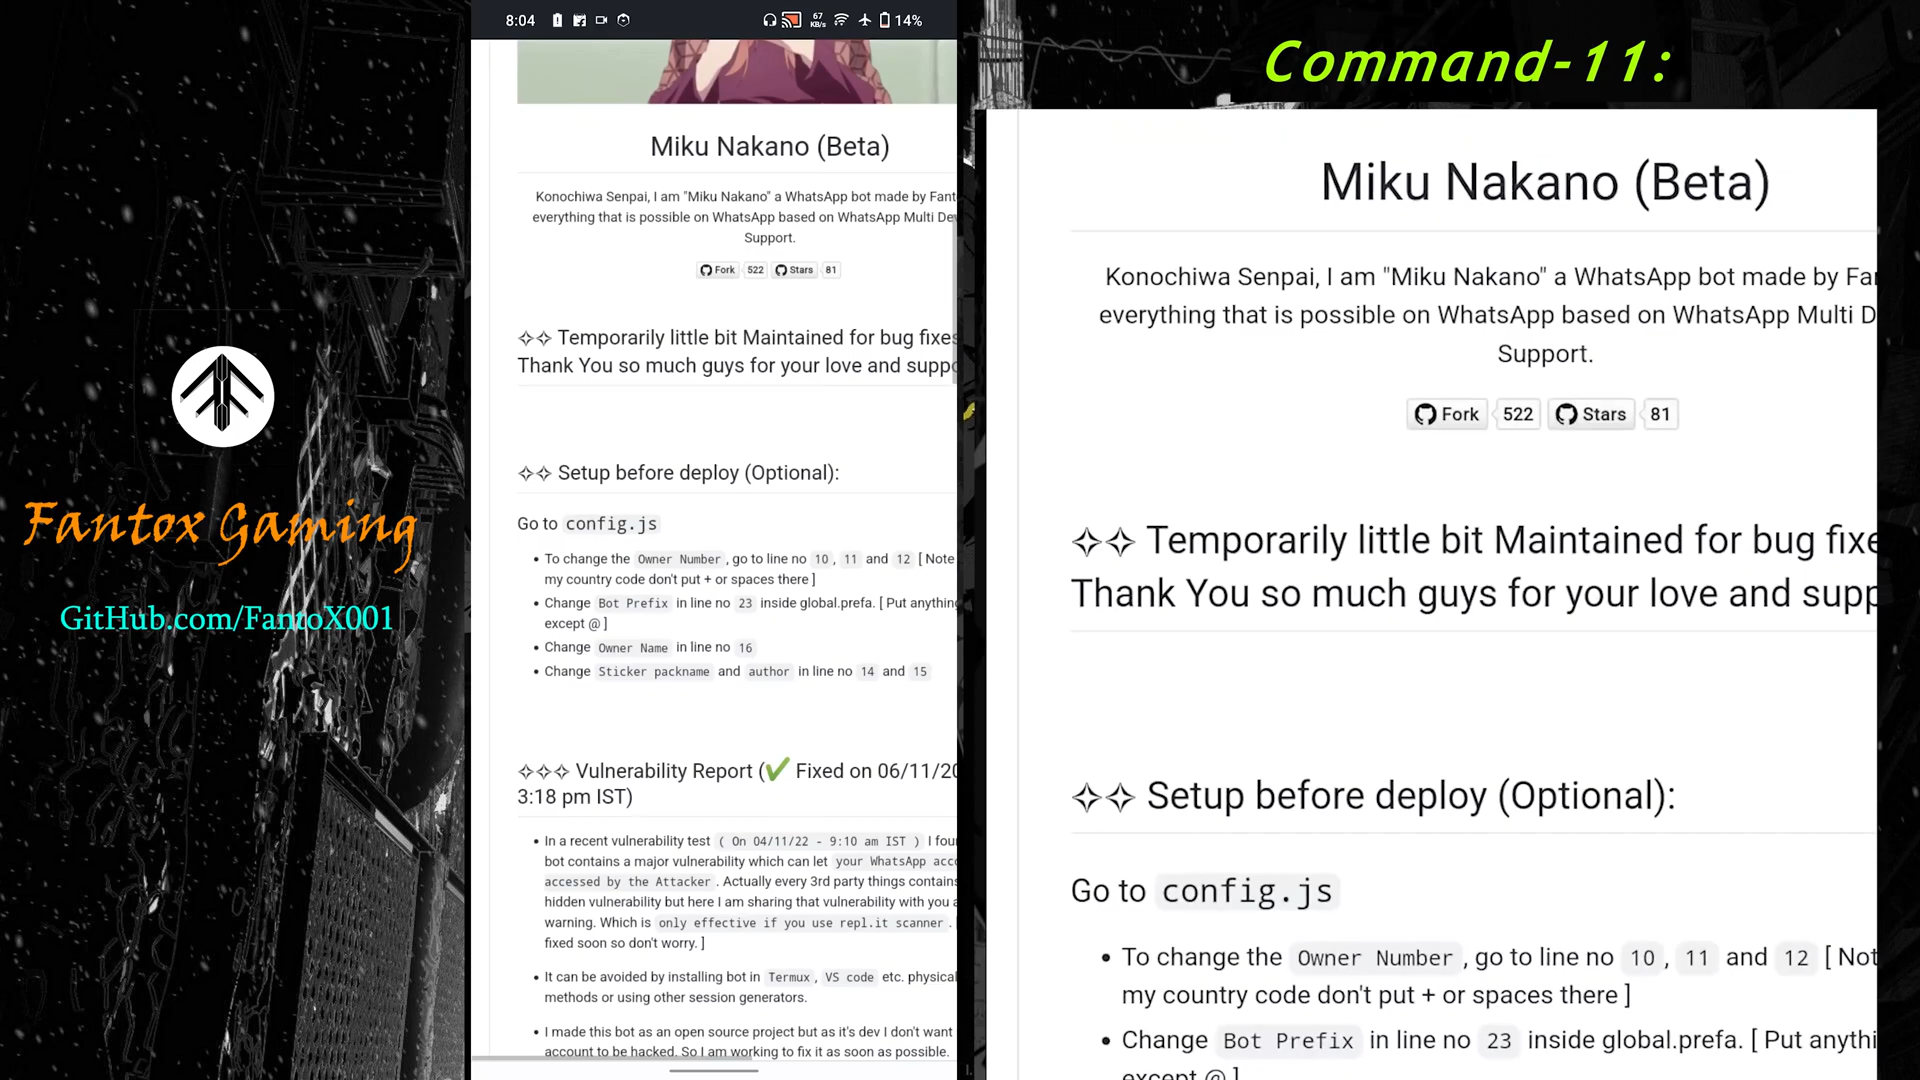 Fantox Gaming
GitHub.com/FantoX001
8:04
67
KB/s
14%
Miku Nakano (Beta)
Konochiwa Senpai, I am "Miku Nakano" a WhatsApp bot made by Fant
everything that is possible on WhatsApp based on WhatsApp Multi De
Support.
Fork 522 Stars 81
✧✧ Temporarily little bit Maintained for bug fixes
Thank You so much guys for your love and supp
✧✧ Setup before deploy (Optional):
Go to config.js
• To change the Owner Number, go to line no 10, 11 and 12 [ Note
my country code don't put + or spaces there ]
• Change Bot Prefix in line no 23 inside global.prefa. [ Put anything
except @ ]
• Change Owner Name in line no 16
• Change Sticker packname and author in line no 14 and 15
✧✧✧ Vulnerability Report (✔ Fixed on 06/11/20
3:18 pm IST)
• In a recent vulnerability test ( On 04/11/22 - 9:10 am IST ) I fou
bot contains a major vulnerability which can let your WhatsApp acc
accessed by the Attacker . Actually every 3rd party things contains
hidden vulnerability but here I am sharing that vulnerability with you a
warning. Which is only effective if you use repl.it scanner .
fixed soon so don't worry. ]
• It can be avoided by installing bot in Termux, VS code etc. physical
methods or using other session generators.
• I made this bot as an open source project but as it's dev I don't want
account to be hacked. So I am working to fix it as soon as possible.
Command-11:
Miku Nakano (Beta)
Konochiwa Senpai, I am "Miku Nakano" a WhatsApp bot made by Fa
everything that is possible on WhatsApp based on WhatsApp Multi D
Support.
Fork 522 Stars 81
✧✧ Temporarily little bit Maintained for bug fixe
Thank You so much guys for your love and supp
✧✧ Setup before deploy (Optional):
Go to config.js
• To change the Owner Number, go to line no 10, 11 and 12 [ Not
my country code don't put + or spaces there ]
• Change Bot Prefix in line no 23 inside global.prefa. [ Put anythi
except @ ]